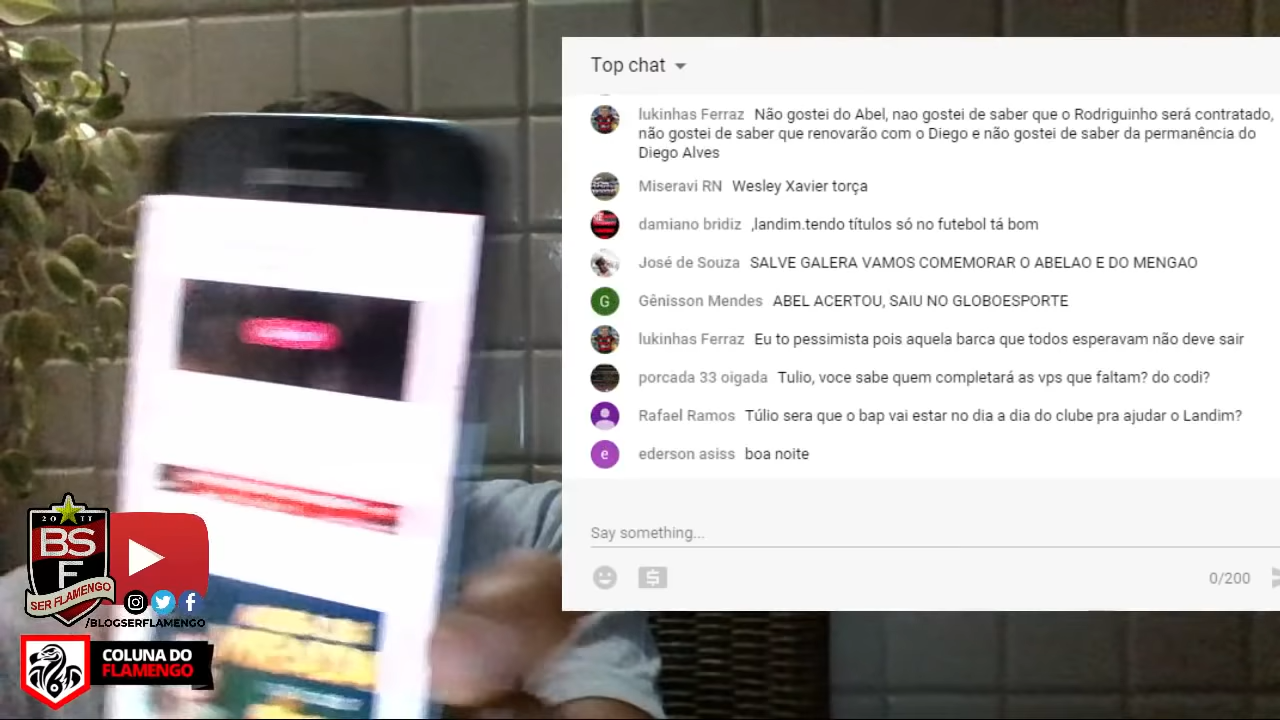 Top chat
lukinhas Ferraz Não gostei do Abel, nao gostei de saber que o Rodriguinho será contratado,
não gostei de saber que renovarão com o Diego e não gostei de saber da permanência do
Diego Alves
Miseravi RN Wesley Xavier torça
damiano bridiz ,landim.tendo títulos só no futebol tá bom
José de Souza SALVE GALERA VAMOS COMEMORAR O ABELAO E DO MENGAO
G Gênisson Mendes ABEL ACERTOU, SAIU NO GLOBOESPORTE
lukinhas Ferraz Eu to pessimista pois aquela barca que todos esperavam não deve sair
porcada 33 oigada Tulio, voce sabe quem completará as vps que faltam? do codi?
Rafael Ramos Túlio sera que o bap vai estar no dia a dia do clube pra ajudar o Landim?
e ederson asiss boa noite
Say something...
0/200
2011
BSF
SER FLAMENGO
/BLOGSERFLAMENGO
COLUNA DO
FLAMENGO